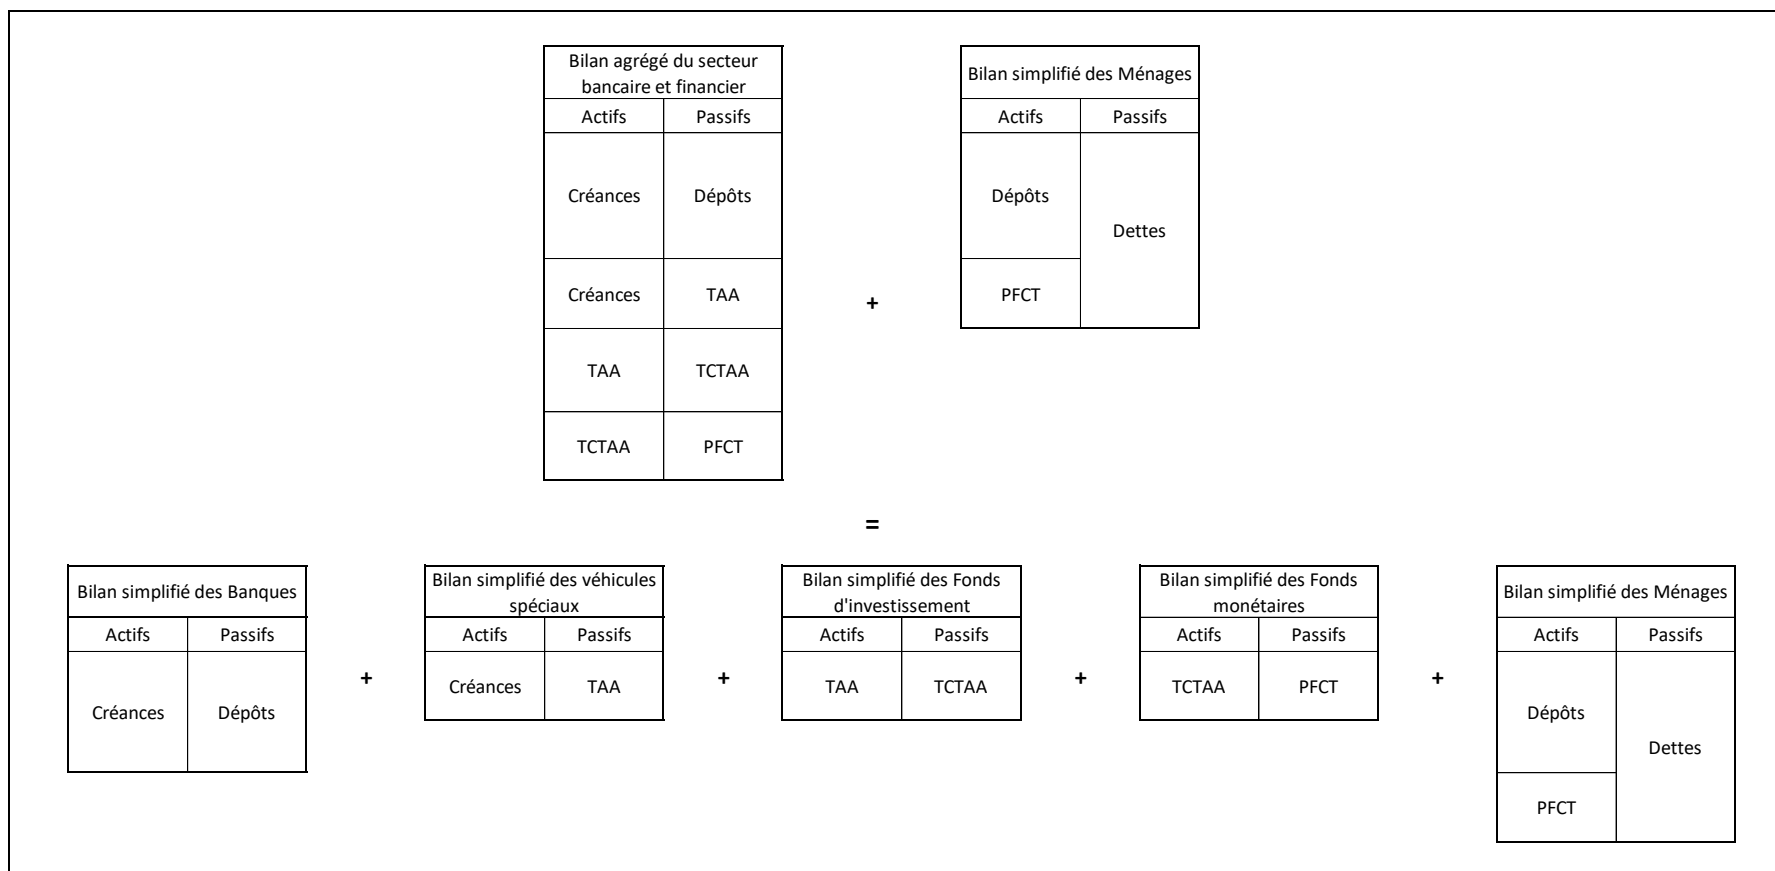 Bilan agrégé du secteur
bancaire et financier
Actifs Passifs
Créances Dépôts
Créances TAA
TAA TCTAA
TCTAA PFCT
+
Bilan simplifié des Ménages
Actifs Passifs
Dépôts
Dettes
PFCT
=
Bilan simplifié des Banques
Actifs Passifs
Créances Dépôts
+
Bilan simplifié des véhicules
spéciaux
Actifs Passifs
Créances TAA
+
Bilan simplifié des Fonds
d'investissement
Actifs Passifs
TAA TCTAA
+
Bilan simplifié des Fonds
monétaires
Actifs Passifs
TCTAA PFCT
+
Bilan simplifié des Ménages
Actifs Passifs
Dépôts
Dettes
PFCT